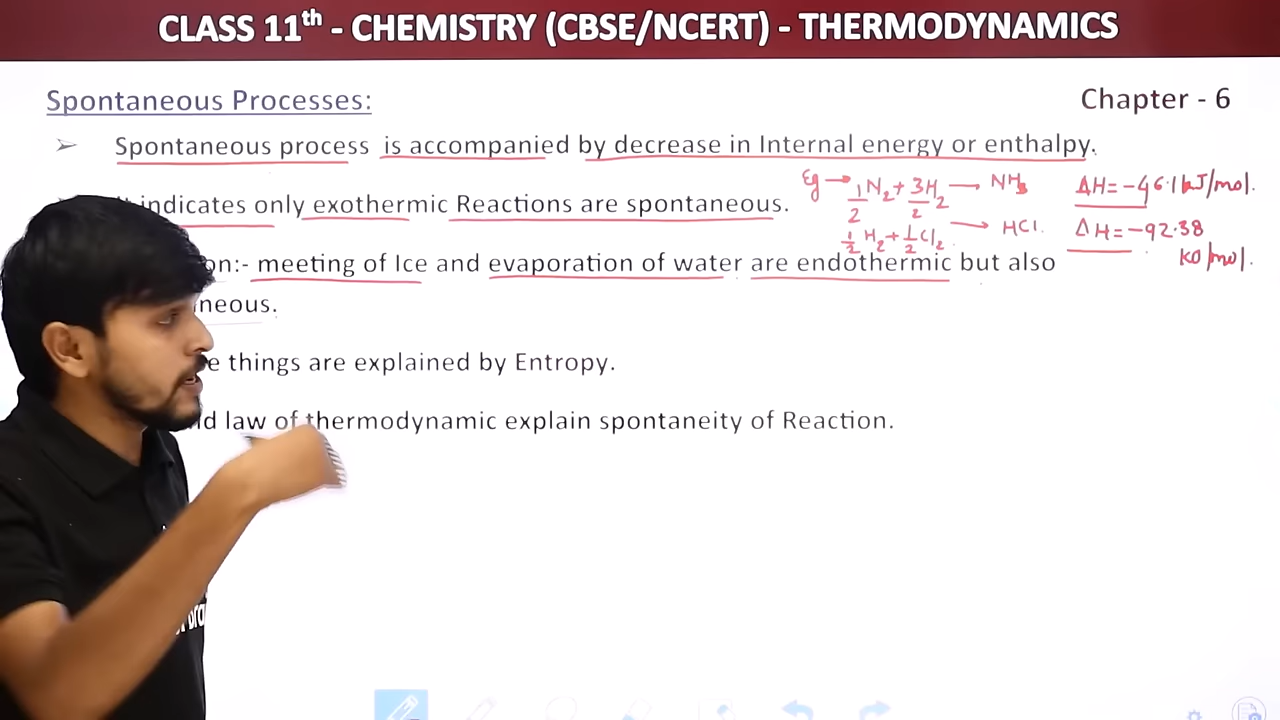 CLASS 11th - CHEMISTRY (CBSE/NCERT) - THERMODYNAMICS
Spontaneous Processes:
Chapter - 6
➢ Spontaneous process is accompanied by decrease in Internal energy or enthalpy.
indicates only exothermic Reactions are spontaneous.
Eg → 1/2 N2 + 3/2 H2 → NH3 ΔH = -46.1 kJ/mol.
1/2 H2 + 1/2 Cl2 → HCl. ΔH = -92.38
KJ/mol.
on:- meeting of Ice and evaporation of water are endothermic but also
neous.
e things are explained by Entropy.
d law of thermodynamic explain spontaneity of Reaction.